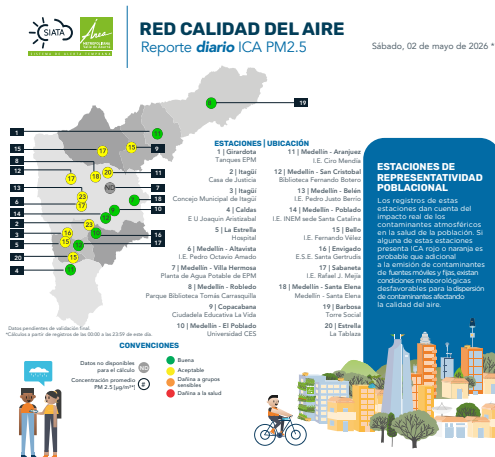 SIATA
Área
METROPOLITANA
Valle de Aburrá
SISTEMA DE ALERTA TEMPRANA
RED CALIDAD DEL AIRE
Reporte diario ICA PM2.5
Sábado, 02 de mayo de 2026 *
8
19
1
11
15
17
15
9
8
12
17
18
20
11
ND
13
7
23
7
18
6
17
9
10
14
12
2
23
3
16
10
16
5
15
13
17
20
15
4
11
ESTACIONES | UBICACIÓN
1 | Girardota
Tanques EPM
2 | Itagüí
Casa de Justicia
3 | Itagüí
Concejo Municipal de Itagüí
4 | Caldas
E U Joaquín Aristizabal
5 | La Estrella
Hospital
6 | Medellín - Altavista
I.E. Pedro Octavio Amado
7 | Medellín - Villa Hermosa
Planta de Agua Potable de EPM
8 | Medellín - Robledo
Parque Biblioteca Tomás Carrasquilla
9 | Copacabana
Ciudadela Educativa La Vida
10 | Medellín - El Poblado
Universidad CES
11 | Medellín - Aranjuez
I.E. Ciro Mendía
12 | Medellín - San Cristobal
Biblioteca Fernando Botero
13 | Medellín - Belén
I.E. Pedro Justo Berrio
14 | Medellín - Poblado
I.E. INEM sede Santa Catalina
15 | Bello
I.E. Fernando Vélez
16 | Envigado
E.S.E. Santa Gertrudis
17 | Sabaneta
I.E. Rafael J. Mejía
18 | Medellín - Santa Elena
Medellín - Santa Elena
19 | Barbosa
Torre Social
20 | Estrella
La Tablaza
ESTACIONES DE
REPRESENTATIVIDAD
POBLACIONAL
Los registros de estas
estaciones dan cuenta del
impacto real de los
contaminantes atmosféricos
en la salud de la población. Si
alguna de estas estaciones
presenta ICA rojo o naranja es
probable que adicional
a la emisión de contaminantes
de fuentes móviles y fijas, existan
condiciones meteorológicas
desfavorables para la dispersión
de contaminantes afectando
la calidad del aire.
Datos pendientes de validación final
*Cálculos a partir de registros de las 00:00 a las 23:59 de este día.
CONVENCIONES
Datos no disponibles
para el cálculo
ND
Concentración promedio
PM 2.5 [µg/m³]
#
Buena
Aceptable
Dañina a grupos
sensibles
Dañina a la salud